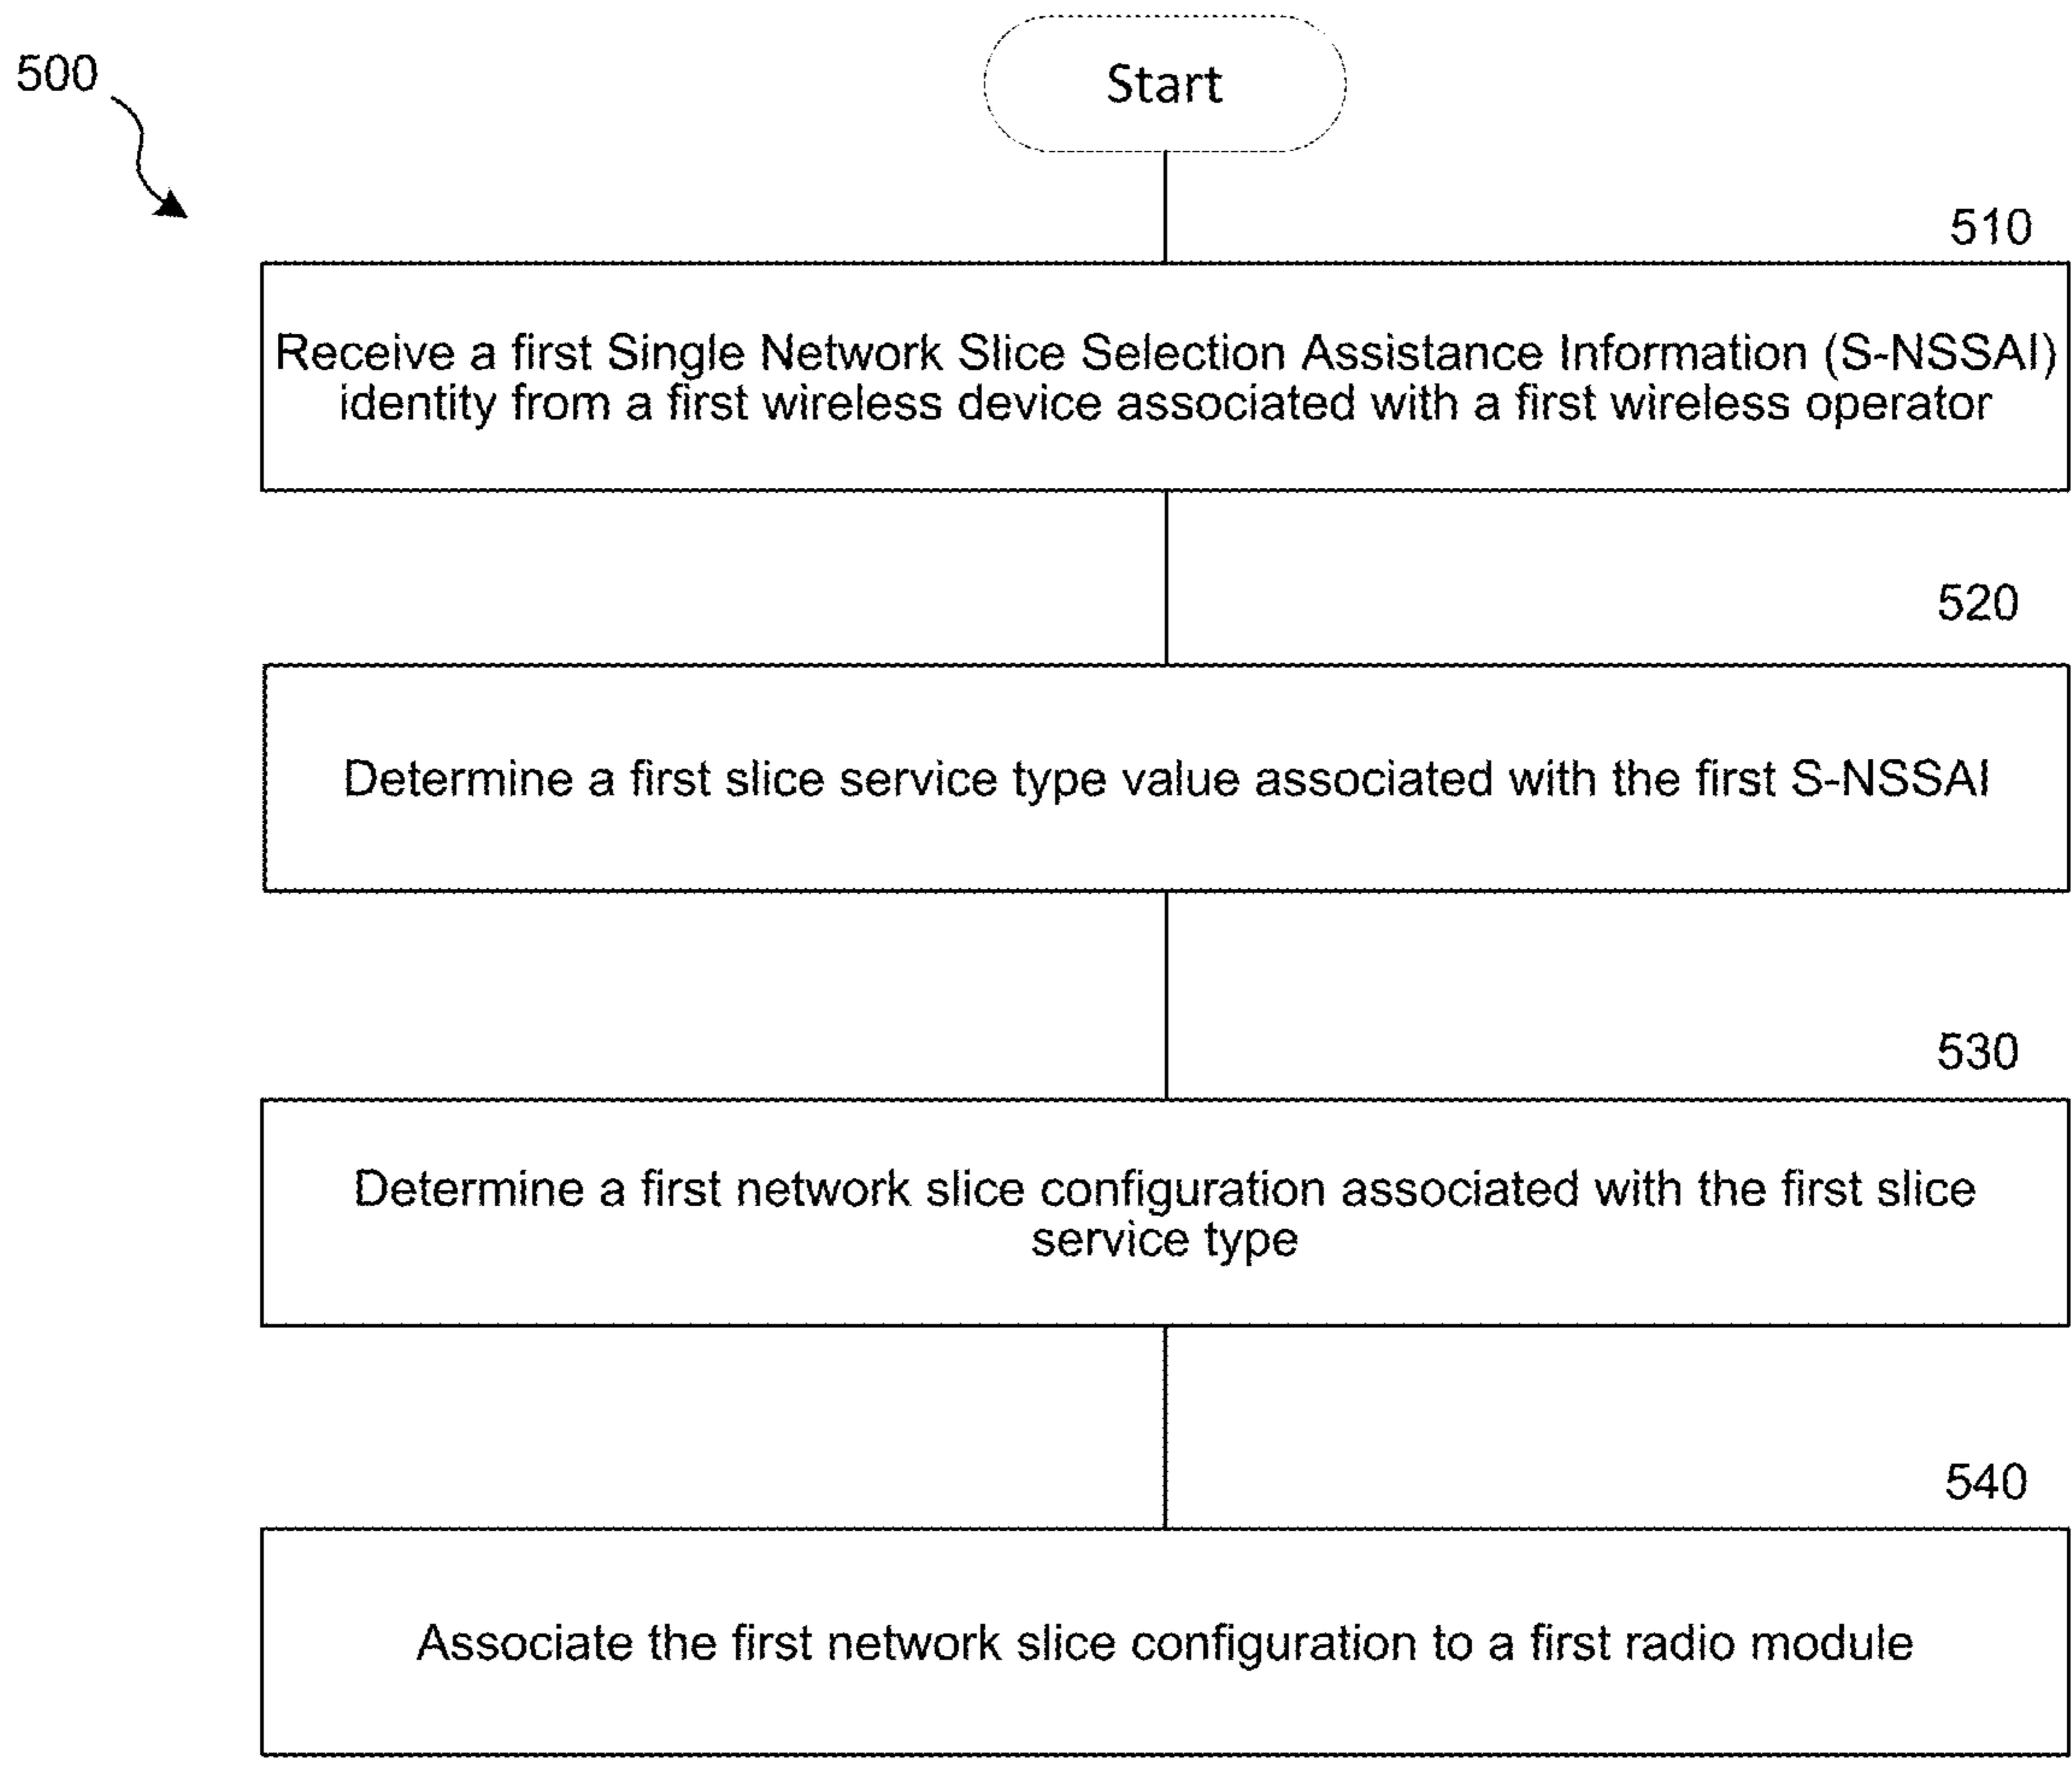 500
Start
510
Receive a first Single Network Slice Selection Assistance Information (S-NSSAI)
identity from a first wireless device associated with a first wireless operator
520
Determine a first slice service type value associated with the first S-NSSAI
530
Determine a first network slice configuration associated with the first slice
service type
540
Associate the first network slice configuration to a first radio module